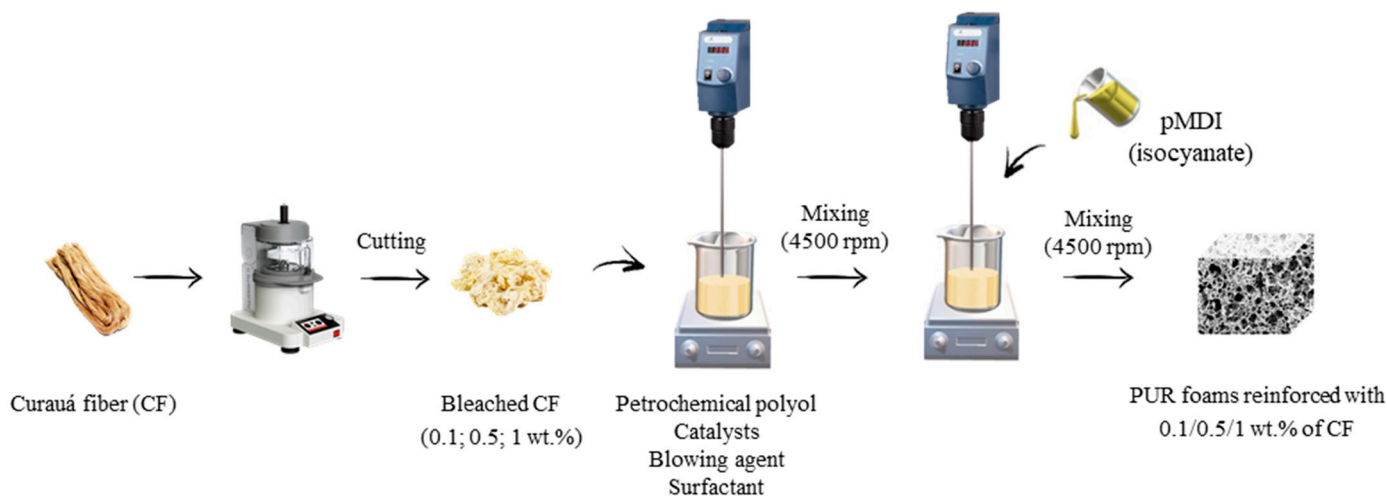 pMDI
(isocyanate)
Cutting
Mixing
(4500 rpm)
Mixing
(4500 rpm)
Curauá fiber (CF)
Bleached CF
(0.1; 0.5; 1 wt.%)
Petrochemical polyol
Catalysts
Blowing agent
Surfactant
PUR foams reinforced with
0.1/0.5/1 wt.% of CF